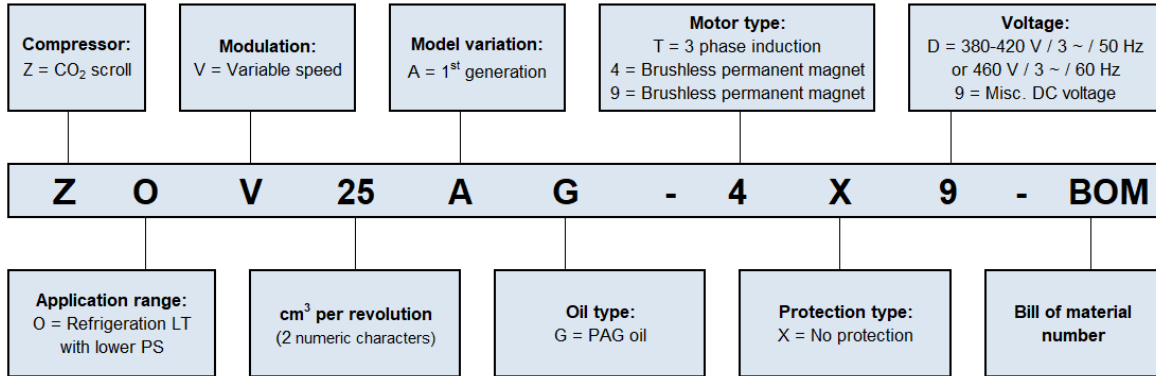 Compressor:
Z = CO₂ scroll
Modulation:
V = Variable speed
Model variation:
A = 1ˢᵗ generation
Motor type:
T = 3 phase induction
4 = Brushless permanent magnet
9 = Brushless permanent magnet
Voltage:
D = 380-420 V / 3 ~ / 50 Hz
or 460 V / 3 ~ / 60 Hz
9 = Misc. DC voltage
Z O V 25 A G - 4 X 9 - BOM
Application range:
O = Refrigeration LT
with lower PS
cm³ per revolution
(2 numeric characters)
Oil type:
G = PAG oil
Protection type:
X = No protection
Bill of material
number